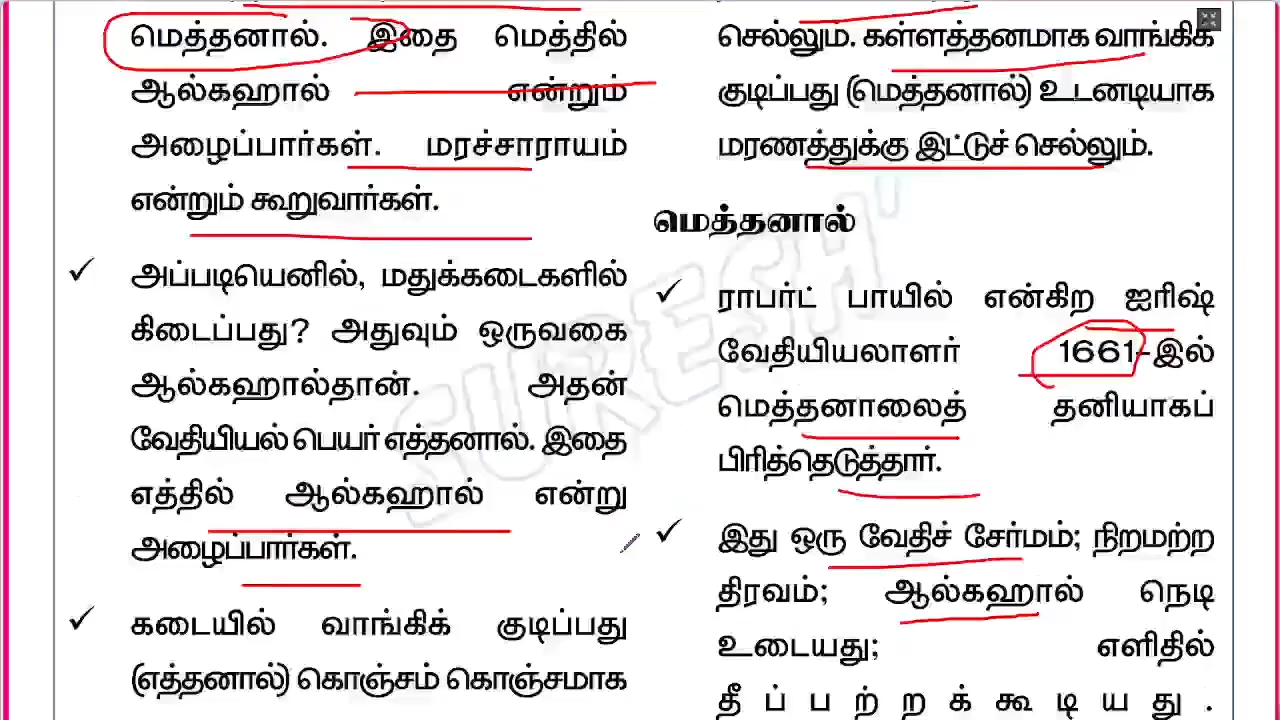 மெத்தனால். இதை மெத்தில்
ஆல்கஹால் என்றும்
அழைப்பார்கள். மரச்சாராயம்
என்றும் கூறுவார்கள்.
✓ அப்படியெனில், மதுக்கடைகளில்
கிடைப்பது? அதுவும் ஒருவகை
ஆல்கஹால்தான். அதன்
வேதியியல் பெயர் எத்தனால். இதை
எத்தில் ஆல்கஹால் என்று
அழைப்பார்கள்.
✓ கடையில் வாங்கிக் குடிப்பது
(எத்தனால்) கொஞ்சம் கொஞ்சமாக
செல்லும். கள்ளத்தனமாக வாங்கிக்
குடிப்பது (மெத்தனால்) உடனடியாக
மரணத்துக்கு இட்டுச் செல்லும்.
மெத்தனால்
✓ ராபர்ட் பாயில் என்கிற ஐரிஷ்
வேதியியலாளர் 1661-இல்
மெத்தனாலைத் தனியாகப்
பிரித்தெடுத்தார்.
✓ இது ஒரு வேதிச் சேர்மம்; நிறமற்ற
திரவம்; ஆல்கஹால் நெடி
உடையது; எளிதில்
தீப்பற்றக்கூடியது.
SURESH'